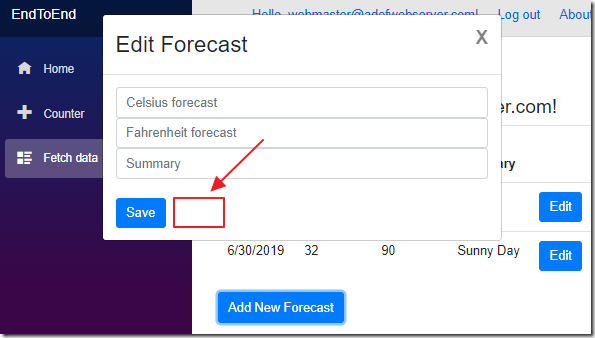 EndToEnd
Hello, webmaster@adefwebserver.com!
Log out
About
Home
Counter
Fetch data
Edit Forecast
X
Celsius forecast
Fahrenheit forecast
Summary
Save
er.com!
ry
Edit
6/30/2019 32 90 Sunny Day Edit
Add New Forecast